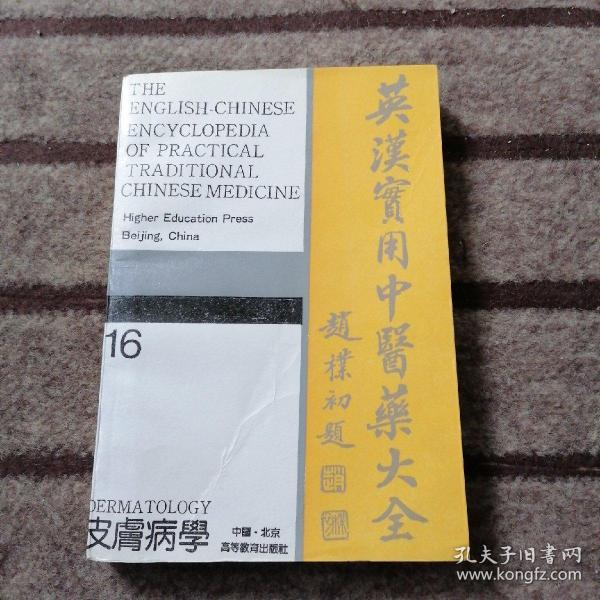 THE
ENGLISH-CHINESE
ENCYCLOPEDIA
OF PRACTICAL
TRADITIONAL
CHINESE MEDICINE
Higher Education Press
Beijing, China
16
DERMATOLOGY
皮膚病學
中國·北京
高等教育出版社
英漢實用中醫藥大全
趙樸初題
孔夫子旧书网
www.kongfz.com